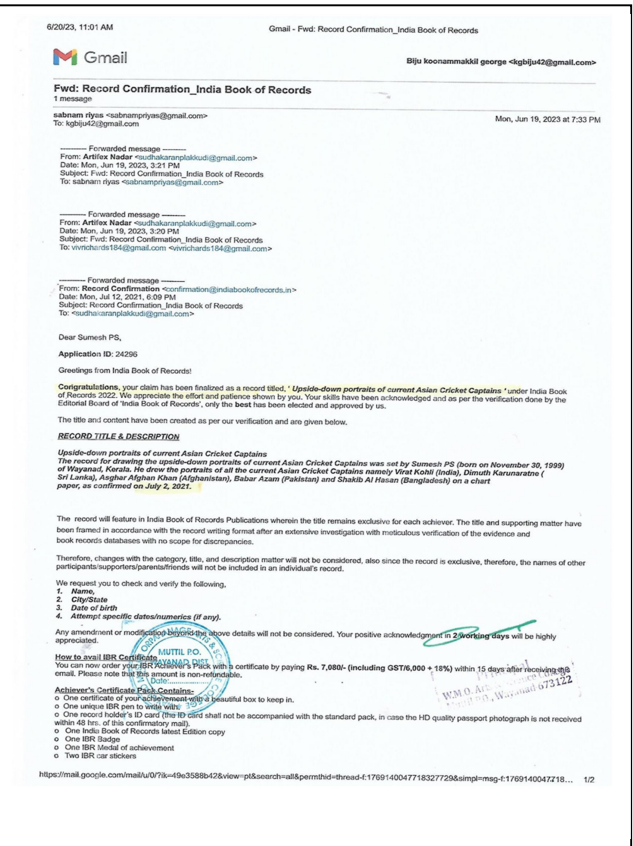 6/20/23, 11:01 AM
Gmail - Fwd: Record Confirmation_India Book of Records
Gmail
Biju koonammakkil george <kgbiju42@gmail.com>
Fwd: Record Confirmation_India Book of Records
1 message
sabnam riyas <sabnampriyas@gmail.com>
Mon, Jun 19, 2023 at 7:33 PM
To: kgbiju42@gmail.com
---------- Forwarded message ---------
From: Artifex Nadar <sudhakaranplakkudi@gmail.com>
Date: Mon, Jun 19, 2023, 3:21 PM
Subject: Fwd: Record Confirmation_India Book of Records
To: sabnam riyas <sabnampriyas@gmail.com>
---------- Forwarded message ---------
From: Artifex Nadar <sudhakaranplakkudi@gmail.com>
Date: Mon, Jun 19, 2023, 3:20 PM
Subject: Fwd: Record Confirmation_India Book of Records
To: vivrichards184@gmail.com <vivrichards184@gmail.com>
---------- Forwarded message ---------
From: Record Confirmation <confirmation@indiabookofrecords.in>
Date: Mon, Jul 12, 2021, 6:09 PM
Subject: Record Confirmation_India Book of Records
To: <sudhakaranplakkudi@gmail.com>
Dear Sumesh PS,
Application ID: 24296
Greetings from India Book of Records!
Congratulations, your claim has been finalized as a record titled, ' Upside-down portraits of current Asian Cricket Captains ' under India Book
of Records 2022. We appreciate the effort and patience shown by you. Your skills have been acknowledged and as per the verification done by the
Editorial Board of 'India Book of Records', only the best has been elected and approved by us.
The title and content have been created as per our verification and are given below.
RECORD TITLE & DESCRIPTION
Upside-down portraits of current Asian Cricket Captains
The record for drawing the upside-down portraits of current Asian Cricket Captains was set by Sumesh PS (born on November 30, 1999)
of Wayanad, Kerala. He drew the portraits of all the current Asian Cricket Captains namely Virat Kohli (India), Dimuth Karunaratne (
Sri Lanka), Asghar Afghan Khan (Afghanistan), Babar Azam (Pakistan) and Shakib Al Hasan (Bangladesh) on a chart
paper, as confirmed on July 2, 2021.
The record will feature in India Book of Records Publications wherein the title remains exclusive for each achiever. The title and supporting matter have
been framed in accordance with the record writing format after an extensive investigation with meticulous verification of the evidence and
book records databases with no scope for discrepancies.
Therefore, changes with the category, title, and description matter will not be considered, also since the record is exclusive, therefore, the names of other
participants/supporters/parents/friends will not be included in an individual's record.
We request you to check and verify the following,
1. Name,
2. City/State
3. Date of birth
4. Attempt specific dates/numerics (if any).
Any amendment or modification beyond the above details will not be considered. Your positive acknowledgment in 2 working days will be highly
appreciated.
How to avail IBR Certificate
You can now order your IBR Achiever's Pack with a certificate by paying Rs. 7,080/- (including GST/6,000 + 18%) within 15 days after receiving the
email. Please note that this amount is non-refundable.
Achiever's Certificate Pack Contains-
o One certificate of your achievement with a beautiful box to keep in.
o One unique IBR pen to write with
o One record holder's ID card (the ID card shall not be accompanied with the standard pack, in case the HD quality passport photograph is not received
within 48 hrs. of this confirmatory mail).
o One India Book of Records latest Edition copy
o One IBR Badge
o One IBR Medal of achievement
o Two IBR car stickers
MUTTIL P.O.
WAYANAD DIST.
Date:
W.M.O. Arts
Wayanad 673122
1/2